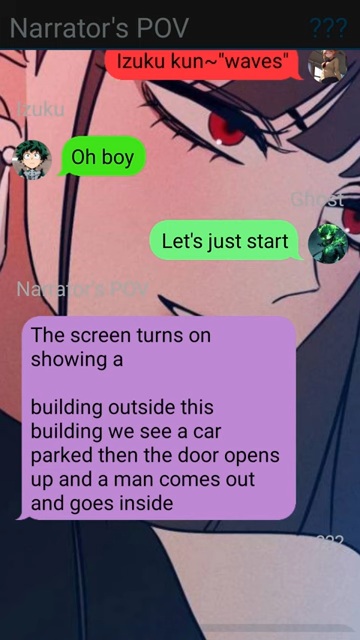 Narrator's POV ???
Izuku kun~"waves"
Izuku
Oh boy
Ghost
Let's just start
Narrator's POV
The screen turns on
showing a
building outside this
building we see a car
parked then the door opens
up and a man comes out
and goes inside
???